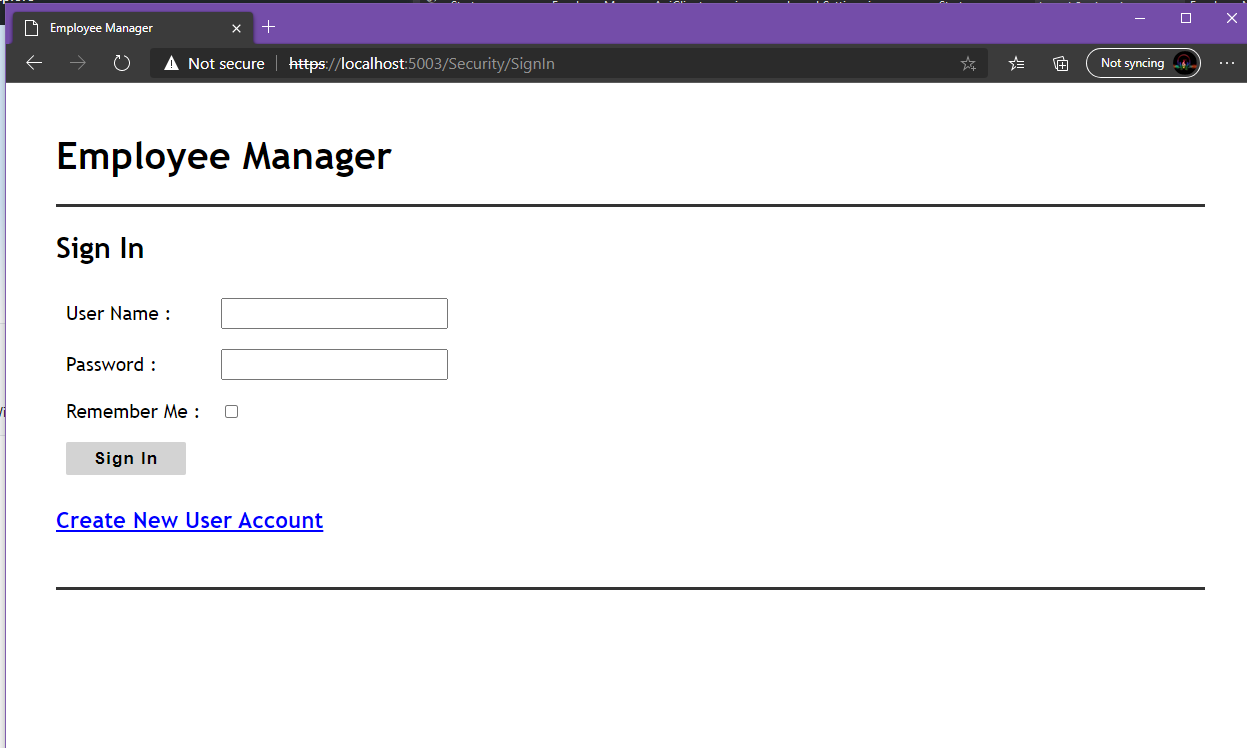 Employee Manager
Not secure https://localhost:5003/Security/SignIn Not syncing
Employee Manager
Sign In
User Name :
Password :
Remember Me :
Sign In
Create New User Account